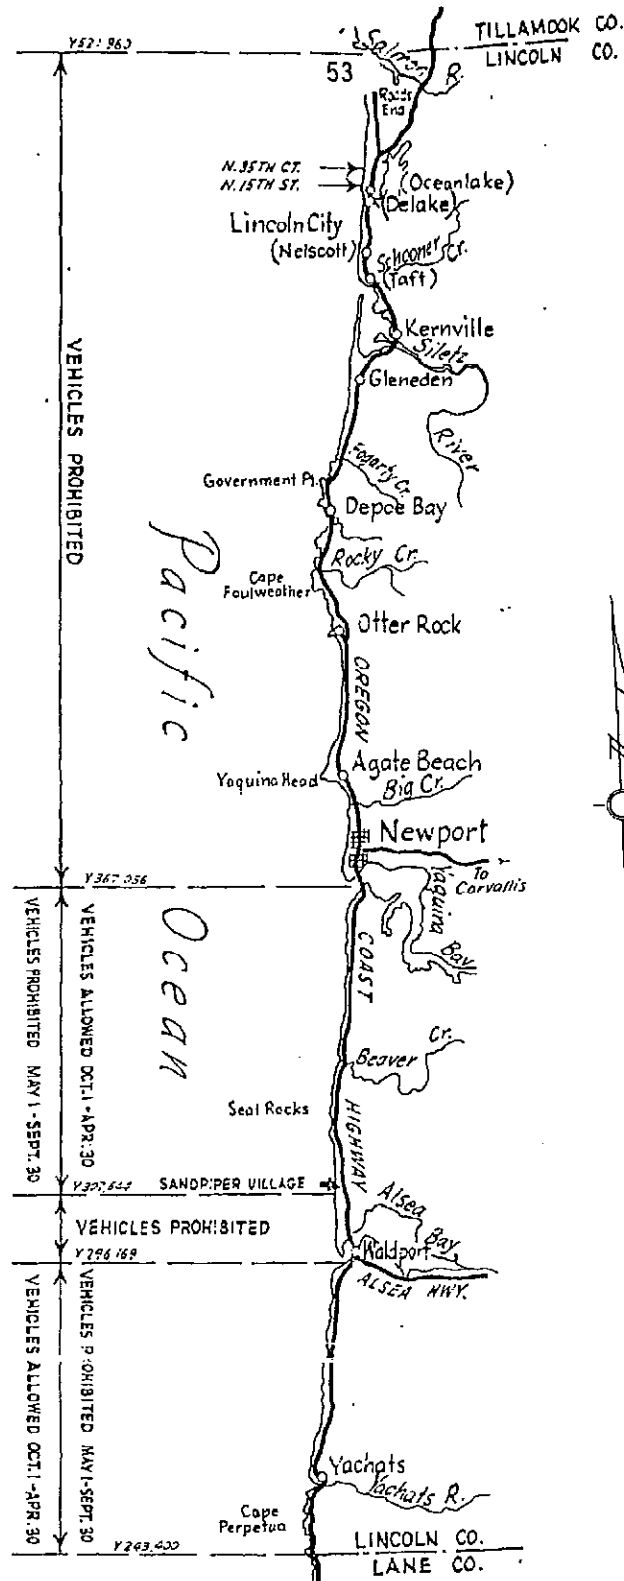 TILLAMOOK CO.
LINCOLN CO.
Salmon R.
53
Roads End
N. 35TH CT.
N. 15TH ST.
(Oceanlake)
(Delake)
Lincoln City
(Nelscott)
Schooner Cr.
(Taft)
Kernville
Siletz River
Gleneden
VEHICLES PROHIBITED
Government Pt.
Fogarty Cr.
Depoe Bay
Pacific Ocean
Rocky Cr.
Cape
Foulweather
Otter Rock
OREGON COAST HIGHWAY
Agate Beach
Yaquina Head
Big Cr.
Newport
To
Corvallis
Yaquina Bay
VEHICLES PROHIBITED MAY 1 - SEPT. 30
VEHICLES ALLOWED OCT. 1 - APR. 30
Beaver Cr.
Seal Rocks
SANDPIPER VILLAGE
Alsea Bay
VEHICLES PROHIBITED
Y 296,169
Waldport
ALSEA HWY.
VEHICLES ALLOWED OCT. 1 - APR. 30
VEHICLES PROHIBITED MAY 1 - SEPT. 30
Yachats
Yachats R.
Cape
Perpetua
Y 243,400
LINCOLN CO.
LANE CO.